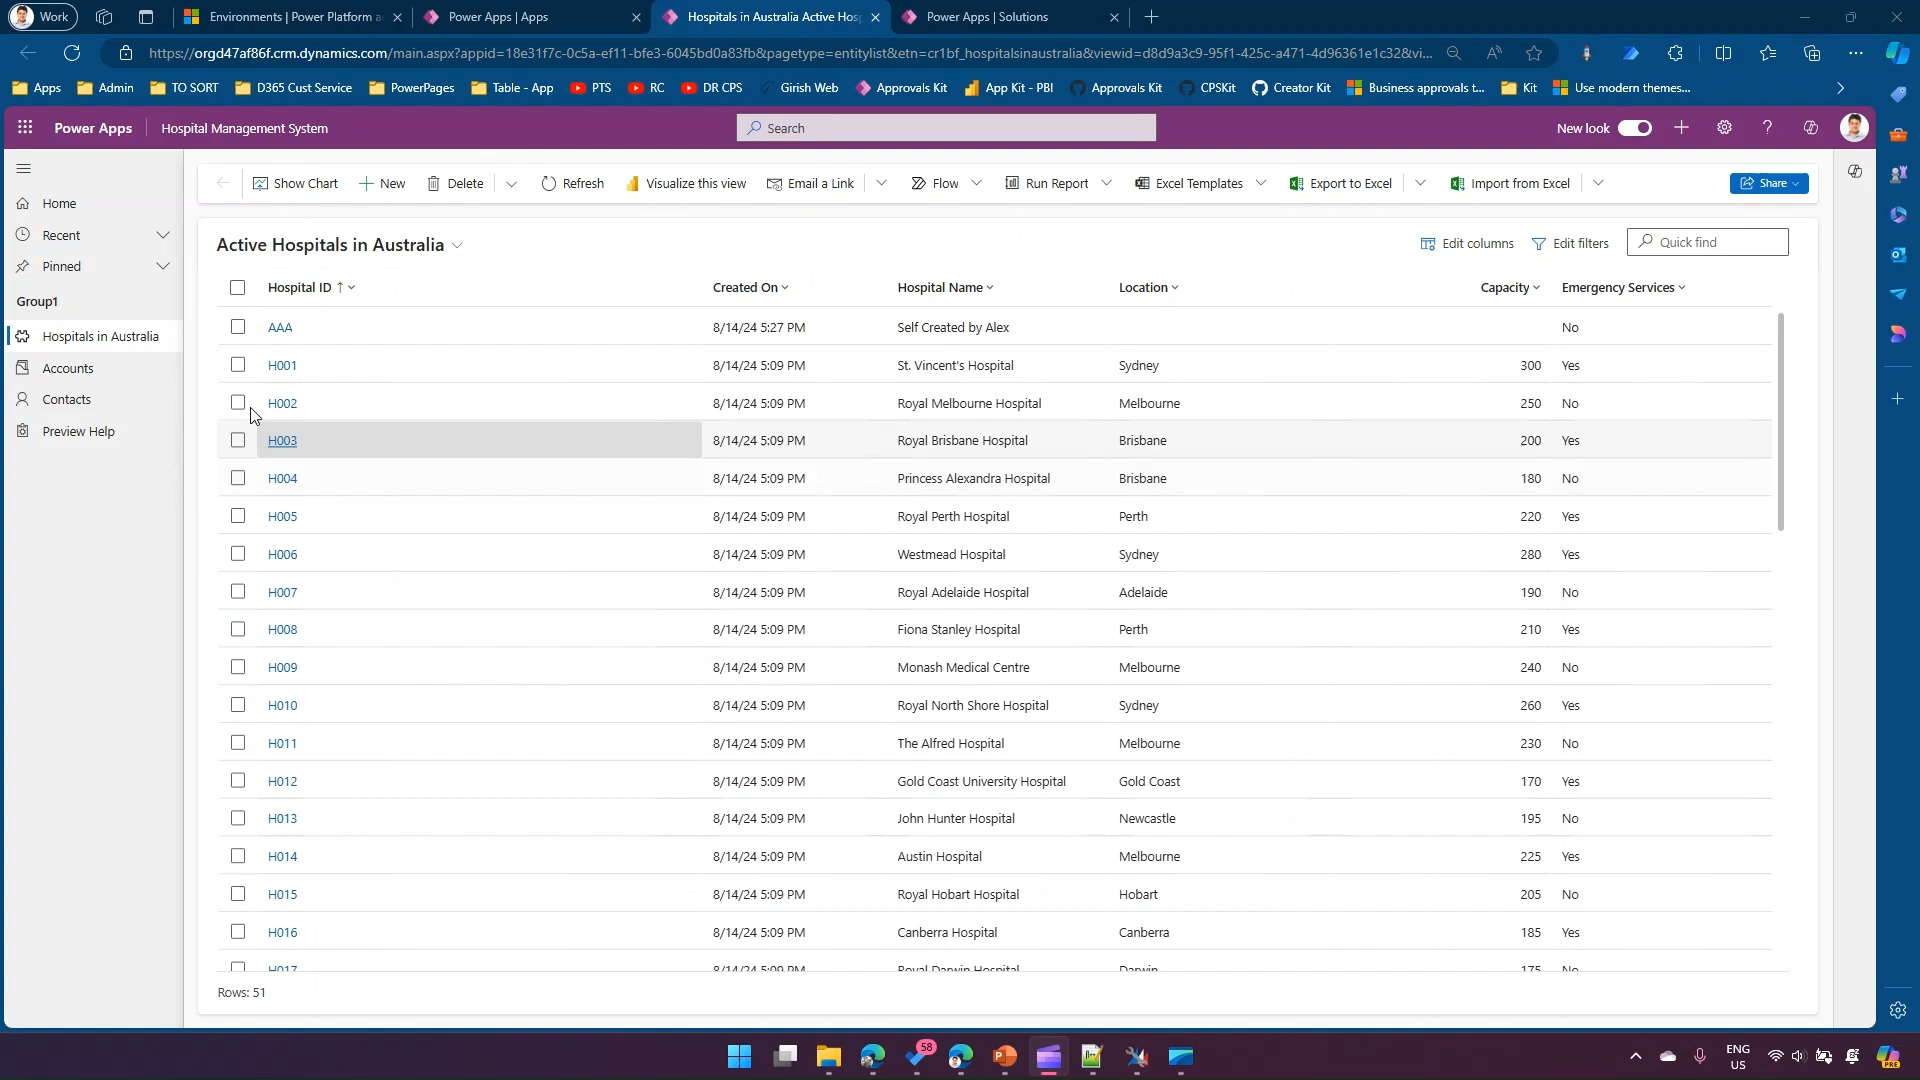 Work
Environments | Power Platform a
Power Apps | Apps
Hospitals in Australia Active Hos
Power Apps | Solutions
https://orgd47af86f.crm.dynamics.com/main.aspx?appid=18e31f7c-0c5a-ef11-bfe3-6045bd0a83fb&pagetype=entitylist&etn=cr1bf_hospitalsinaustralia&viewid=d8d9a3c9-95f1-425c-a471-4d96361e1c32&vi...
Apps Admin TO SORT D365 Cust Service PowerPages Table - App PTS RC DR CPS Girish Web Approvals Kit App Kit - PBI Approvals Kit CPSKit Creator Kit Business approvals t... Kit Use modern themes...
Power Apps Hospital Management System Search New look
Show Chart New Delete Refresh Visualize this view Email a Link Flow Run Report Excel Templates Export to Excel Import from Excel Share
Home
Recent
Pinned
Group1
Hospitals in Australia
Accounts
Contacts
Preview Help
Active Hospitals in Australia Edit columns Edit filters Quick find
Hospital ID ↑ Created On Hospital Name Location Capacity Emergency Services
AAA 8/14/24 5:27 PM Self Created by Alex No
H001 8/14/24 5:09 PM St. Vincent's Hospital Sydney 300 Yes
H002 8/14/24 5:09 PM Royal Melbourne Hospital Melbourne 250 No
H003 8/14/24 5:09 PM Royal Brisbane Hospital Brisbane 200 Yes
H004 8/14/24 5:09 PM Princess Alexandra Hospital Brisbane 180 No
H005 8/14/24 5:09 PM Royal Perth Hospital Perth 220 Yes
H006 8/14/24 5:09 PM Westmead Hospital Sydney 280 Yes
H007 8/14/24 5:09 PM Royal Adelaide Hospital Adelaide 190 No
H008 8/14/24 5:09 PM Fiona Stanley Hospital Perth 210 Yes
H009 8/14/24 5:09 PM Monash Medical Centre Melbourne 240 No
H010 8/14/24 5:09 PM Royal North Shore Hospital Sydney 260 Yes
H011 8/14/24 5:09 PM The Alfred Hospital Melbourne 230 No
H012 8/14/24 5:09 PM Gold Coast University Hospital Gold Coast 170 Yes
H013 8/14/24 5:09 PM John Hunter Hospital Newcastle 195 No
H014 8/14/24 5:09 PM Austin Hospital Melbourne 225 Yes
H015 8/14/24 5:09 PM Royal Hobart Hospital Hobart 205 No
H016 8/14/24 5:09 PM Canberra Hospital Canberra 185 Yes
H017 8/14/24 5:09 PM Royal Darwin Hospital Darwin 175 No
Rows: 51
58
ENG
US
PRE